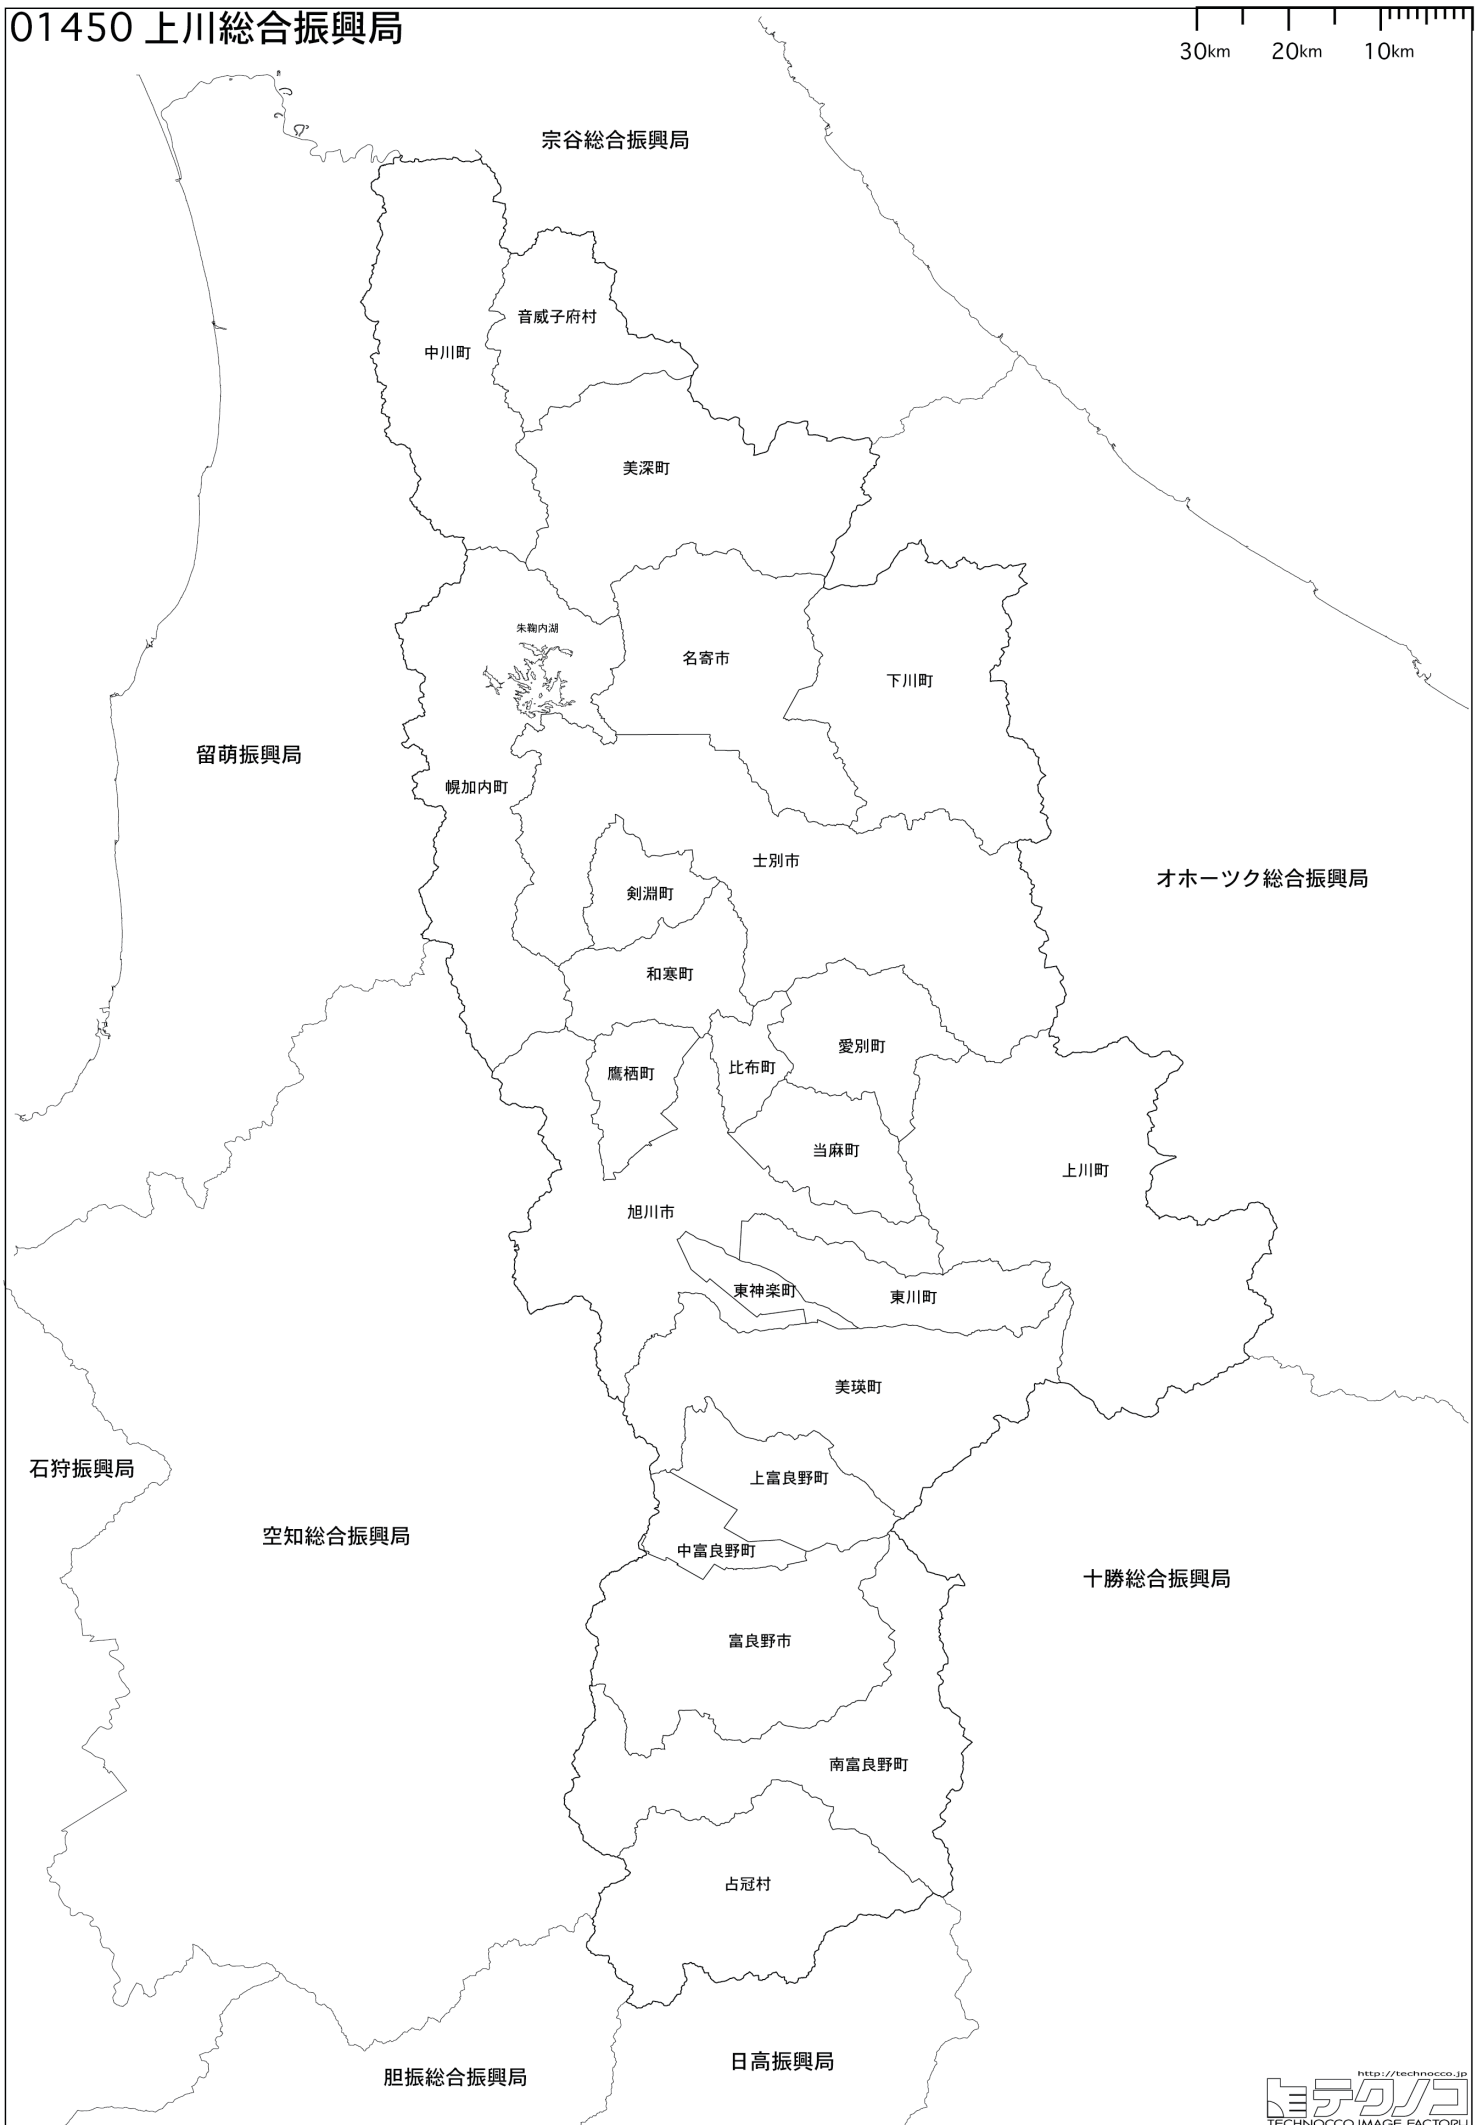 01450 上川総合振興局
30km 20km 10km
宗谷総合振興局
音威子府村
中川町
美深町
朱鞠内湖
名寄市
下川町
留萌振興局
幌加内町
士別市
オホーツク総合振興局
剣淵町
和寒町
愛別町
比布町
鷹栖町
当麻町
上川町
旭川市
東神楽町
東川町
美瑛町
石狩振興局
上富良野町
空知総合振興局
中富良野町
十勝総合振興局
富良野市
南富良野町
占冠村
日高振興局
胆振総合振興局
http://technocco.jp
テクノコ
TECHNOCCO IMAGE FACTORY